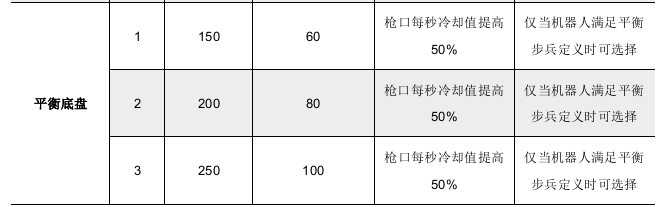 平衡底盘
1 150 60 枪口每秒冷却值提高 仅当机器人满足平衡
50% 步兵定义时可选择
2 200 80 枪口每秒冷却值提高 仅当机器人满足平衡
50% 步兵定义时可选择
3 250 100 枪口每秒冷却值提高 仅当机器人满足平衡
50% 步兵定义时可选择